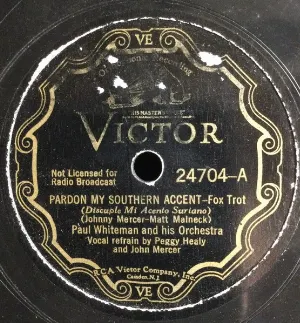 VE
Orthophonic Recording
"HIS MASTER'S
VICTOR
Not Licensed for
Radio Broadcast
24704-A
PARDON MY SOUTHERN ACCENT—Fox Trot
(Disculpe Mi Acento Suriano)
(Johnny Mercer-Matt Malneck)
Paul Whiteman and his Orchestra
Vocal refrain by Peggy Healy
and John Mercer
RCA Victor Company, Inc.
Camden, N.J.
VE